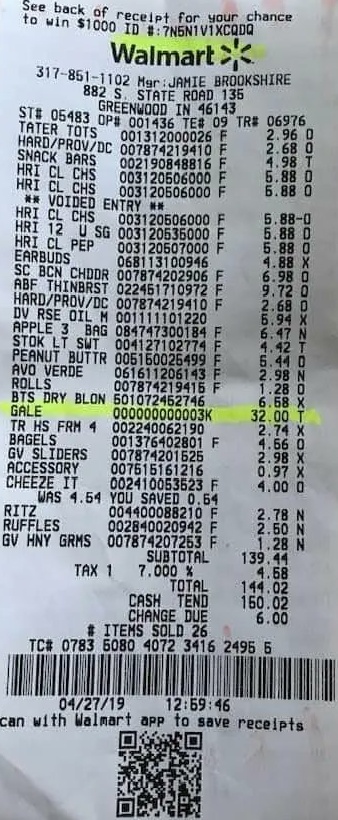 See back of receipt for your chance
to win $1000 ID #:7N5N1V1XCQDQ
Walmart
317-851-1102 Mgr:JAMIE BROOKSHIRE
882 S. STATE ROAD 135
GREENWOOD IN 46143
ST# 05483 OP# 001436 TE# 09 TR# 06976
TATER TOTS 001312000026 F 2.96 O
HARD/PROV/DC 007874219410 F 2.68 O
SNACK BARS 002190848816 F 4.98 T
HRI CL CHS 003120506000 F 5.88 O
HRI CL CHS 003120506000 F 5.88 O
** VOIDED ENTRY **
HRI CL CHS 003120506000 F 5.88-O
HRI 12 U SG 003120535000 F 5.88 O
HRI CL PEP 003120507000 F 5.88 O
EARBUDS 068113100946 4.88 X
SC BCN CHDDR 007874202906 F 6.98 O
ABF THINBRST 022451710972 F 9.72 O
HARD/PROV/DC 007874219410 F 2.68 O
DV RSE OIL M 001111101220 5.94 X
APPLE 3 BAG 084747300184 F 6.47 N
STOK LT SWT 004127102774 F 4.42 T
PEANUT BUTTR 005150025499 F 5.44 O
AVO VERDE 061611206143 F 2.98 N
ROLLS 007874219415 F 1.28 O
BTS DRY BLON 501072452746 6.58 X
GALE 000000000003K 32.00 T
TR HS FRM 4 002240062190 2.74 X
BAGELS 001376402801 F 4.56 O
GV SLIDERS 007874201525 2.98 X
ACCESSORY 007515161216 0.97 X
CHEEZE IT 002410053523 F 4.00 O
WAS 4.54 YOU SAVED 0.54
RITZ 004400088210 F 2.78 N
RUFFLES 002840020942 F 2.50 N
GV HNY GRMS 007874207253 F 1.28 N
SUBTOTAL 139.44
TAX 1 7.000 % 4.58
TOTAL 144.02
CASH TEND 150.02
CHANGE DUE 6.00
# ITEMS SOLD 26
TC# 0783 5080 4072 3416 2495 5
04/27/19 12:59:46
can with Walmart app to save receipts